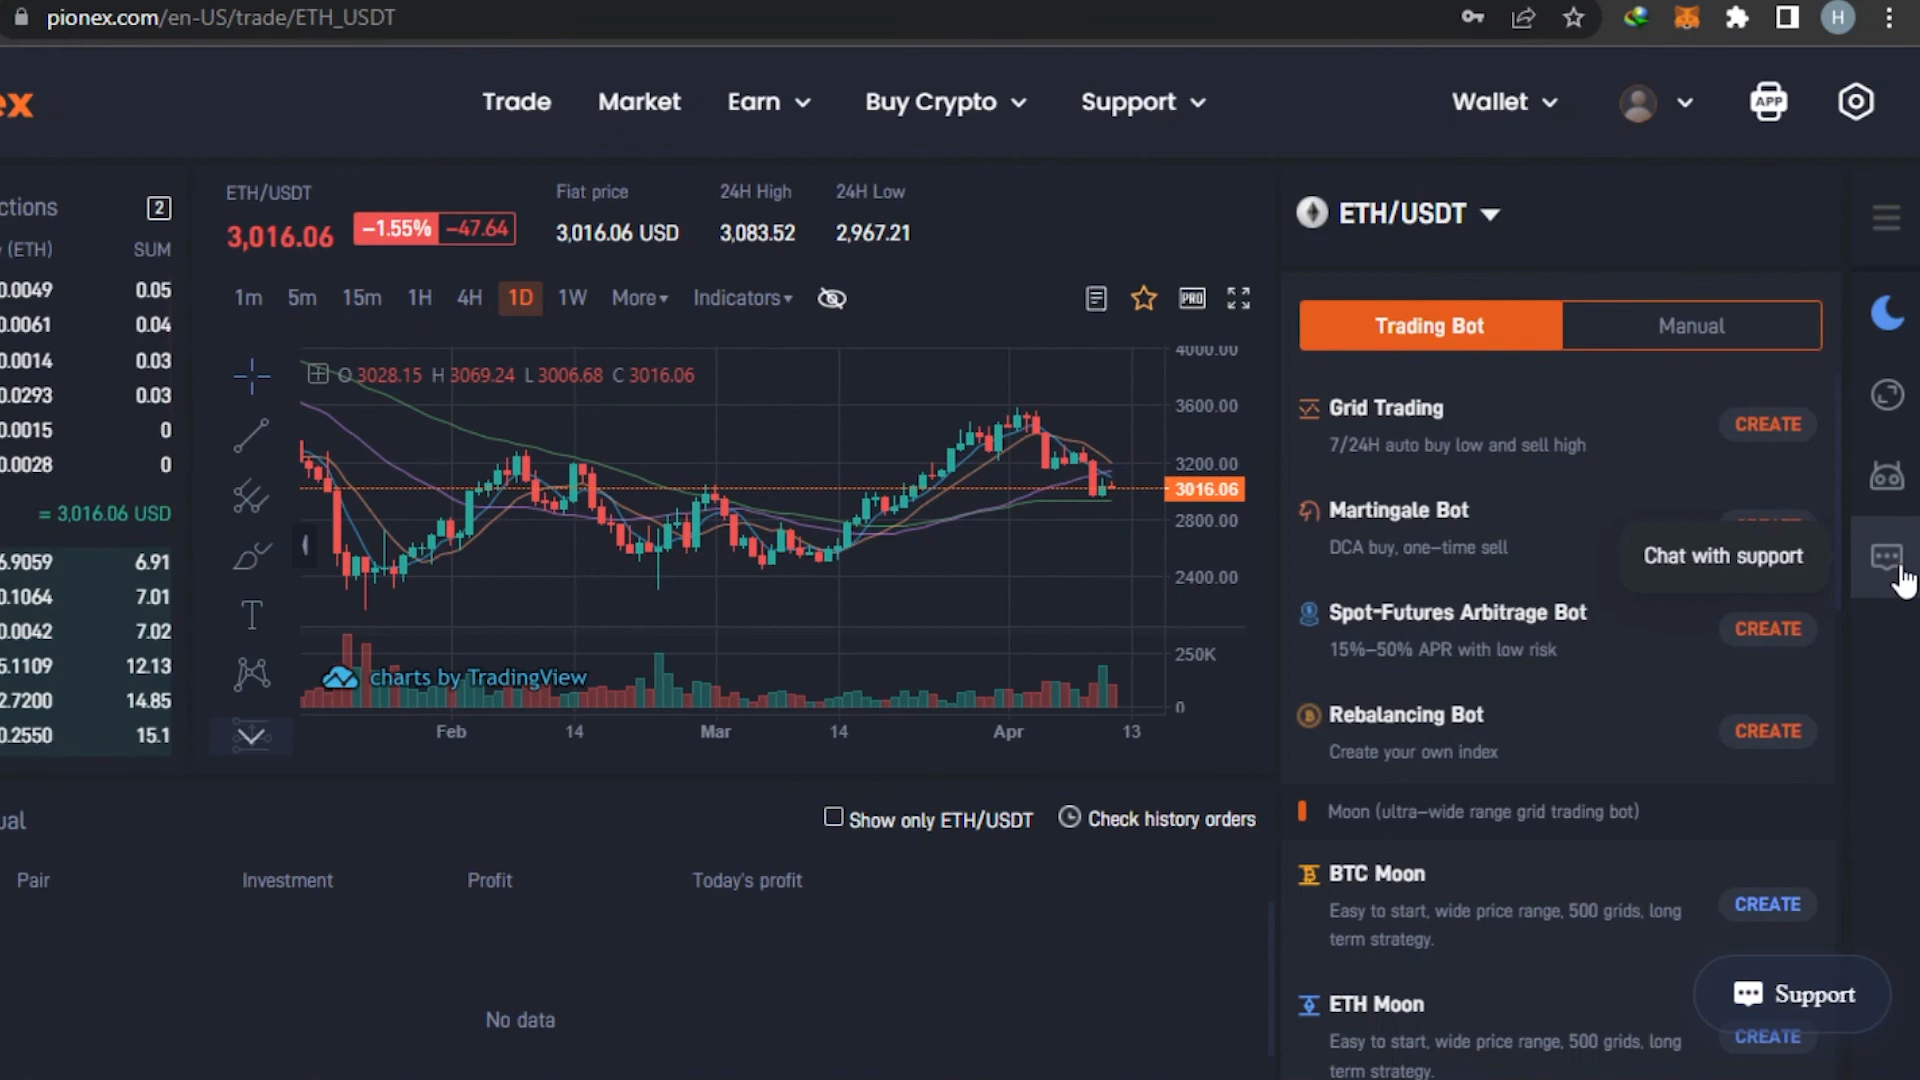 pionex.com/en-US/trade/ETH_USDT
H
ex
Trade
Market
Earn
Buy Crypto
Support
Wallet
APP
ctions
2
(ETH)
SUM
0.0049
0.05
0.0061
0.04
0.0014
0.03
0.0293
0.03
0.0015
0
0.0028
0
= 3,016.06 USD
6.9059
6.91
0.1064
7.01
0.0042
7.02
5.1109
12.13
2.7200
14.85
0.2550
15.1
ETH/USDT
3,016.06
-1.55%
-47.64
Fiat price
3,016.06 USD
24H High
3,083.52
24H Low
2,967.21
1m
5m
15m
1H
4H
1D
1W
More
Indicators
PRO
O 3028.15 H 3069.24 L 3006.68 C 3016.06
4000.00
3600.00
3200.00
3016.06
2800.00
2400.00
250K
0
T
charts by TradingView
Feb
14
Mar
14
Apr
13
ETH/USDT
Trading Bot
Manual
Grid Trading
7/24H auto buy low and sell high
CREATE
Martingale Bot
DCA buy, one-time sell
Chat with support
Spot-Futures Arbitrage Bot
15%-50% APR with low risk
CREATE
Rebalancing Bot
Create your own index
CREATE
Moon (ultra-wide range grid trading bot)
BTC Moon
Easy to start, wide price range, 500 grids, long
term strategy.
CREATE
ETH Moon
Easy to start, wide price range, 500 grids, long
term strategy.
CREATE
Support
ual
Show only ETH/USDT
Check history orders
Pair
Investment
Profit
Today's profit
No data